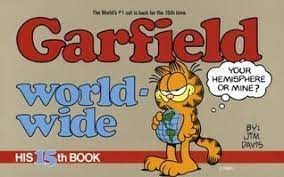 The World's #1 cat is back for the 15th time.
Garfield
world-
wide
YOUR
HEMISPHERE
OR MINE?
BY:
JIM
DAVIS
HIS 15th BOOK